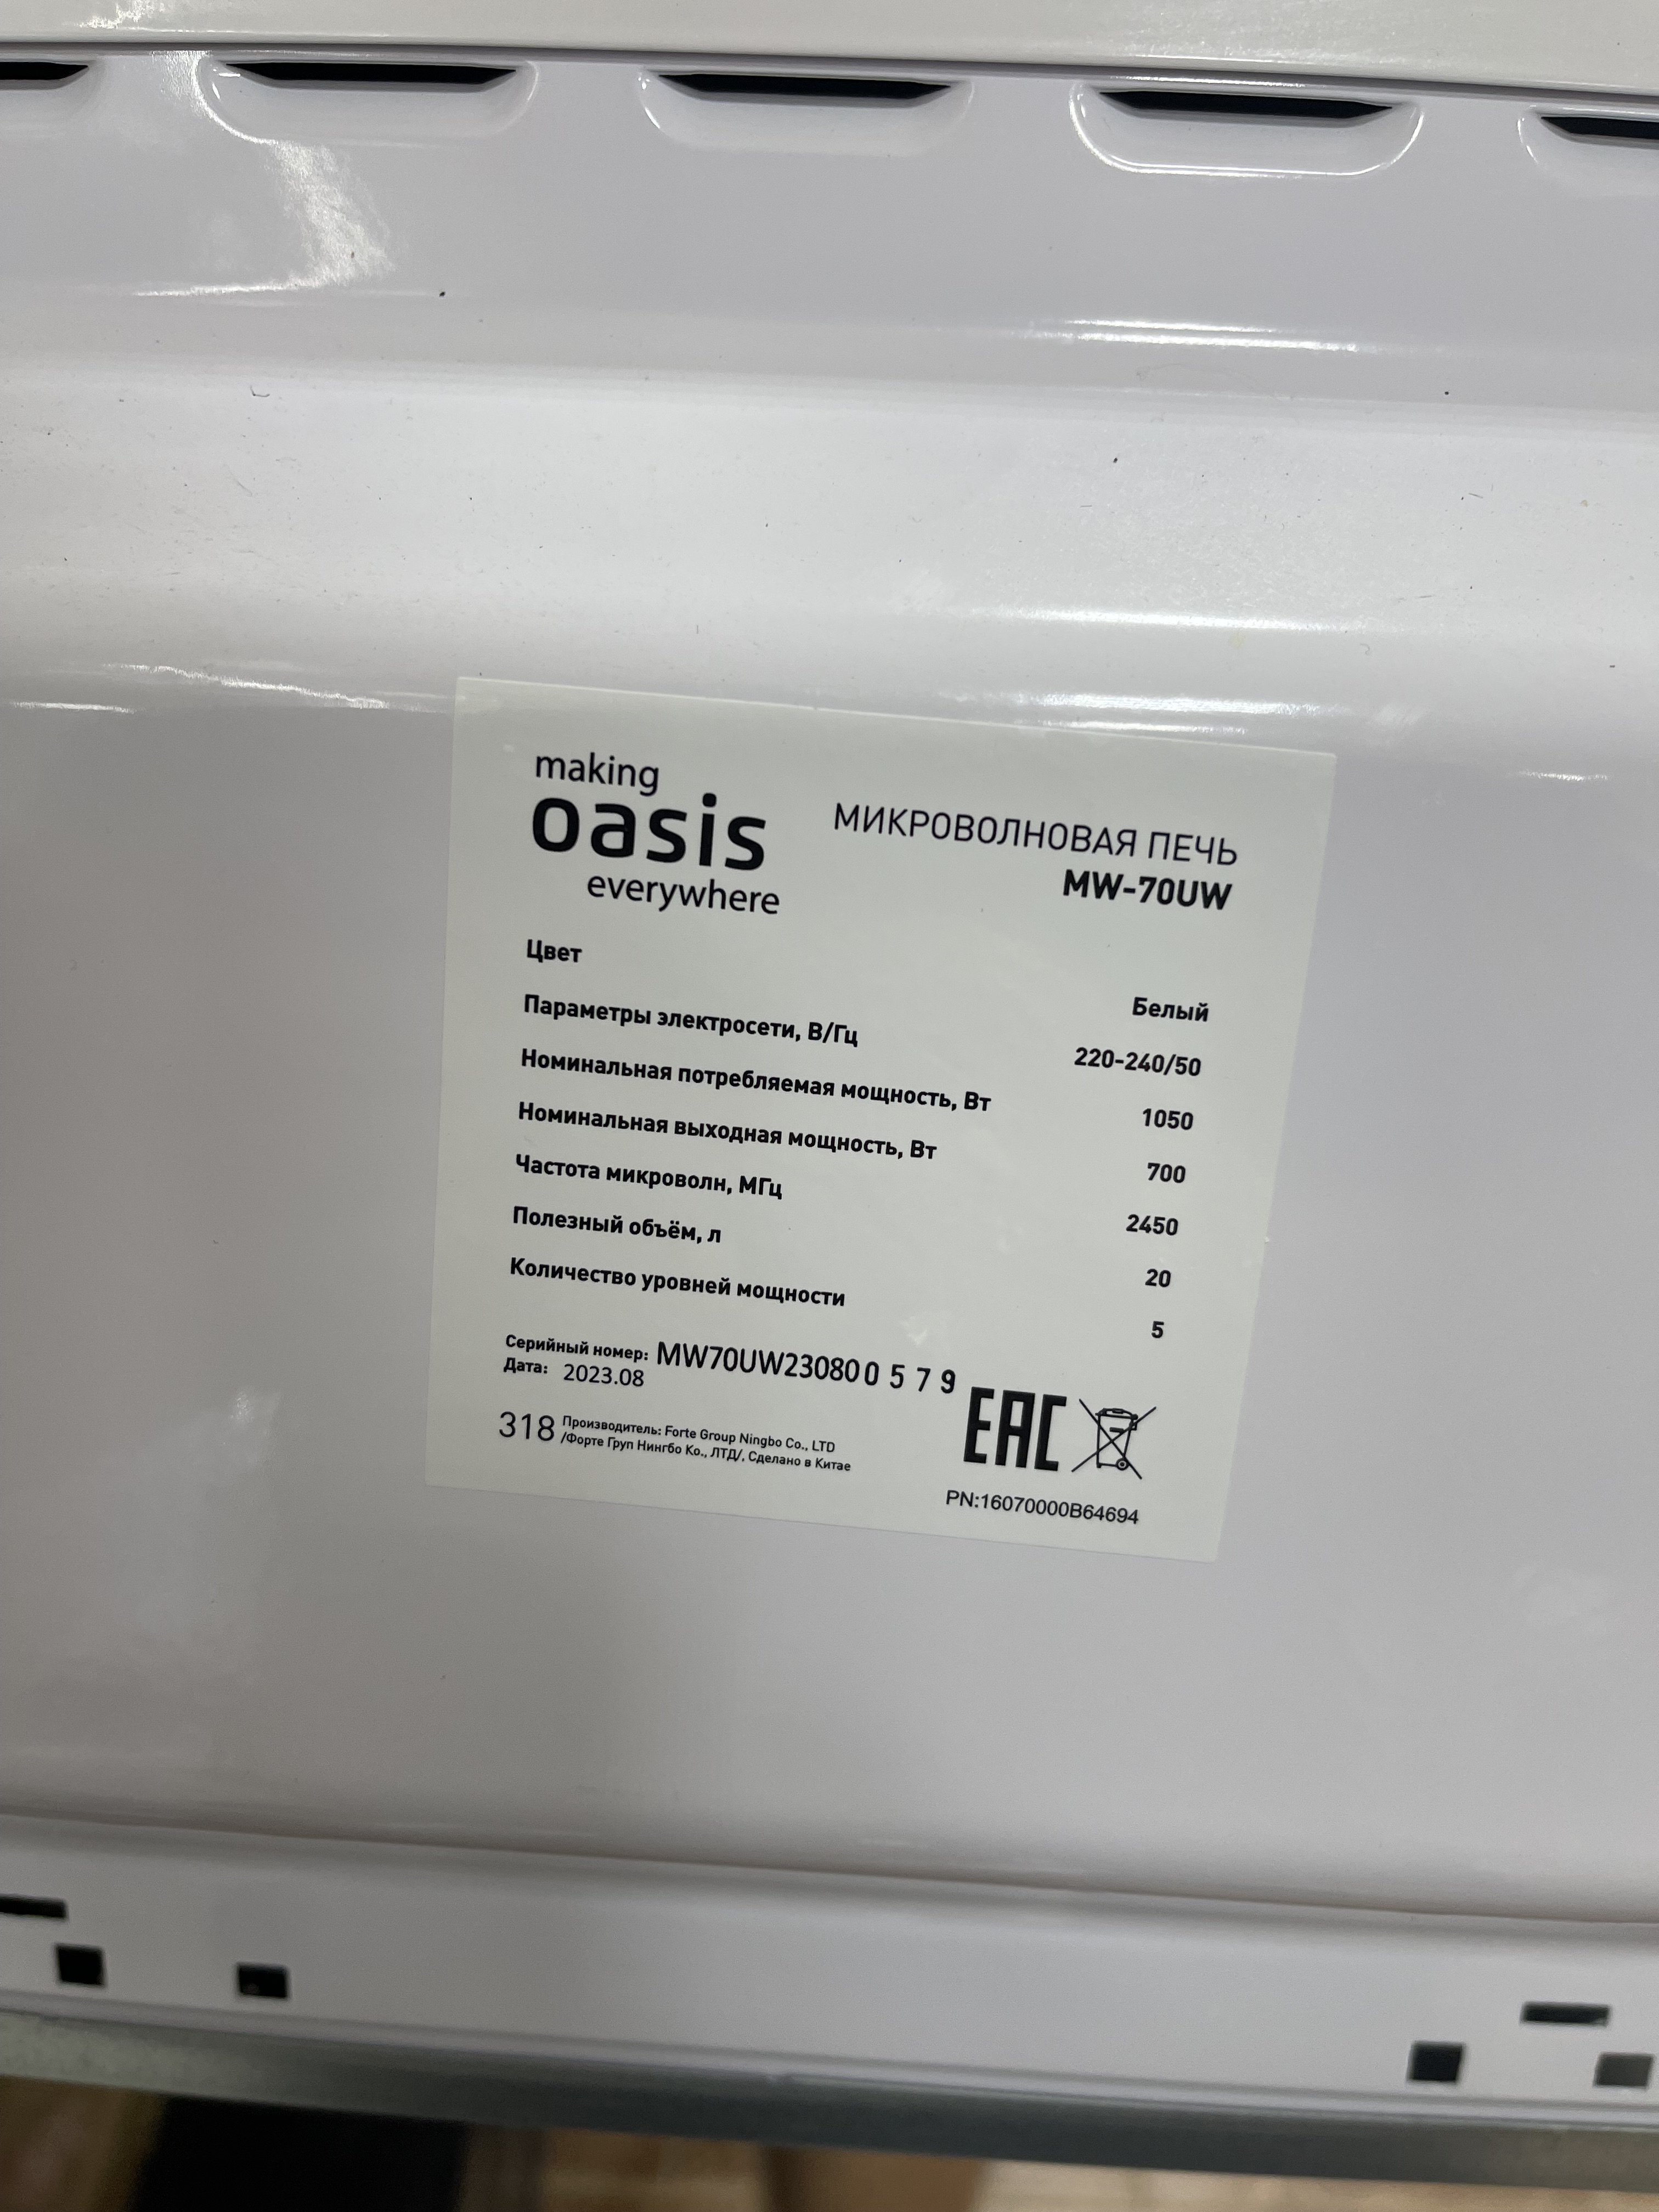 making
oasis
everywhere
МИКРОВОЛНОВАЯ ПЕЧЬ
MW-70UW
Цвет Белый
Параметры электросети, В/Гц 220-240/50
Номинальная потребляемая мощность, Вт 1050
Номинальная выходная мощность, Вт 700
Частота микроволн, МГц 2450
Полезный объём, л 20
Количество уровней мощности 5
Серийный номер: MW70UW230800579
Дата: 2023.08
318 Производитель: Forte Group Ningbo Co., LTD
/Форте Груп Нингбо Ко., ЛТД/, Сделано в Китае
EAC
PN:16070000B64694